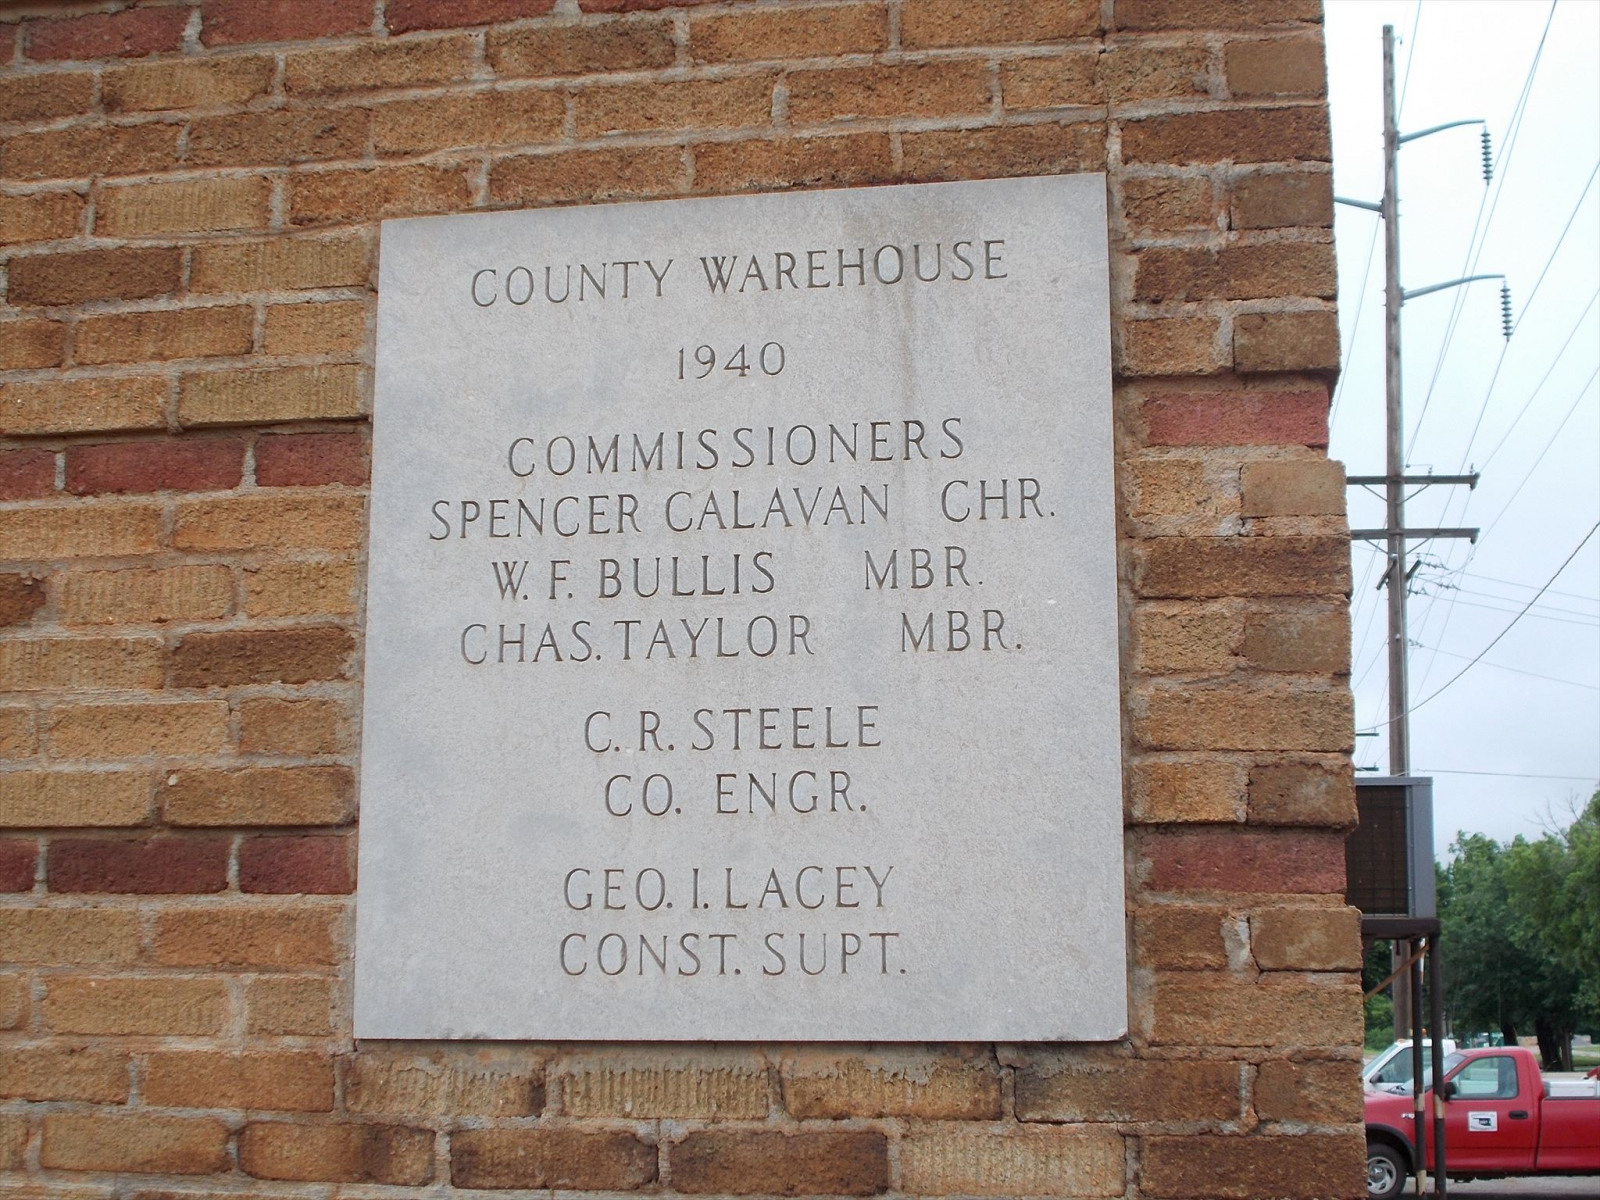 COUNTY WAREHOUSE
1940
COMMISSIONERS
SPENCER CALAVAN CHR.
W. F. BULLIS MBR.
CHAS. TAYLOR MBR.
C. R. STEELE
CO. ENGR.
GEO. I. LACEY
CONST. SUPT.